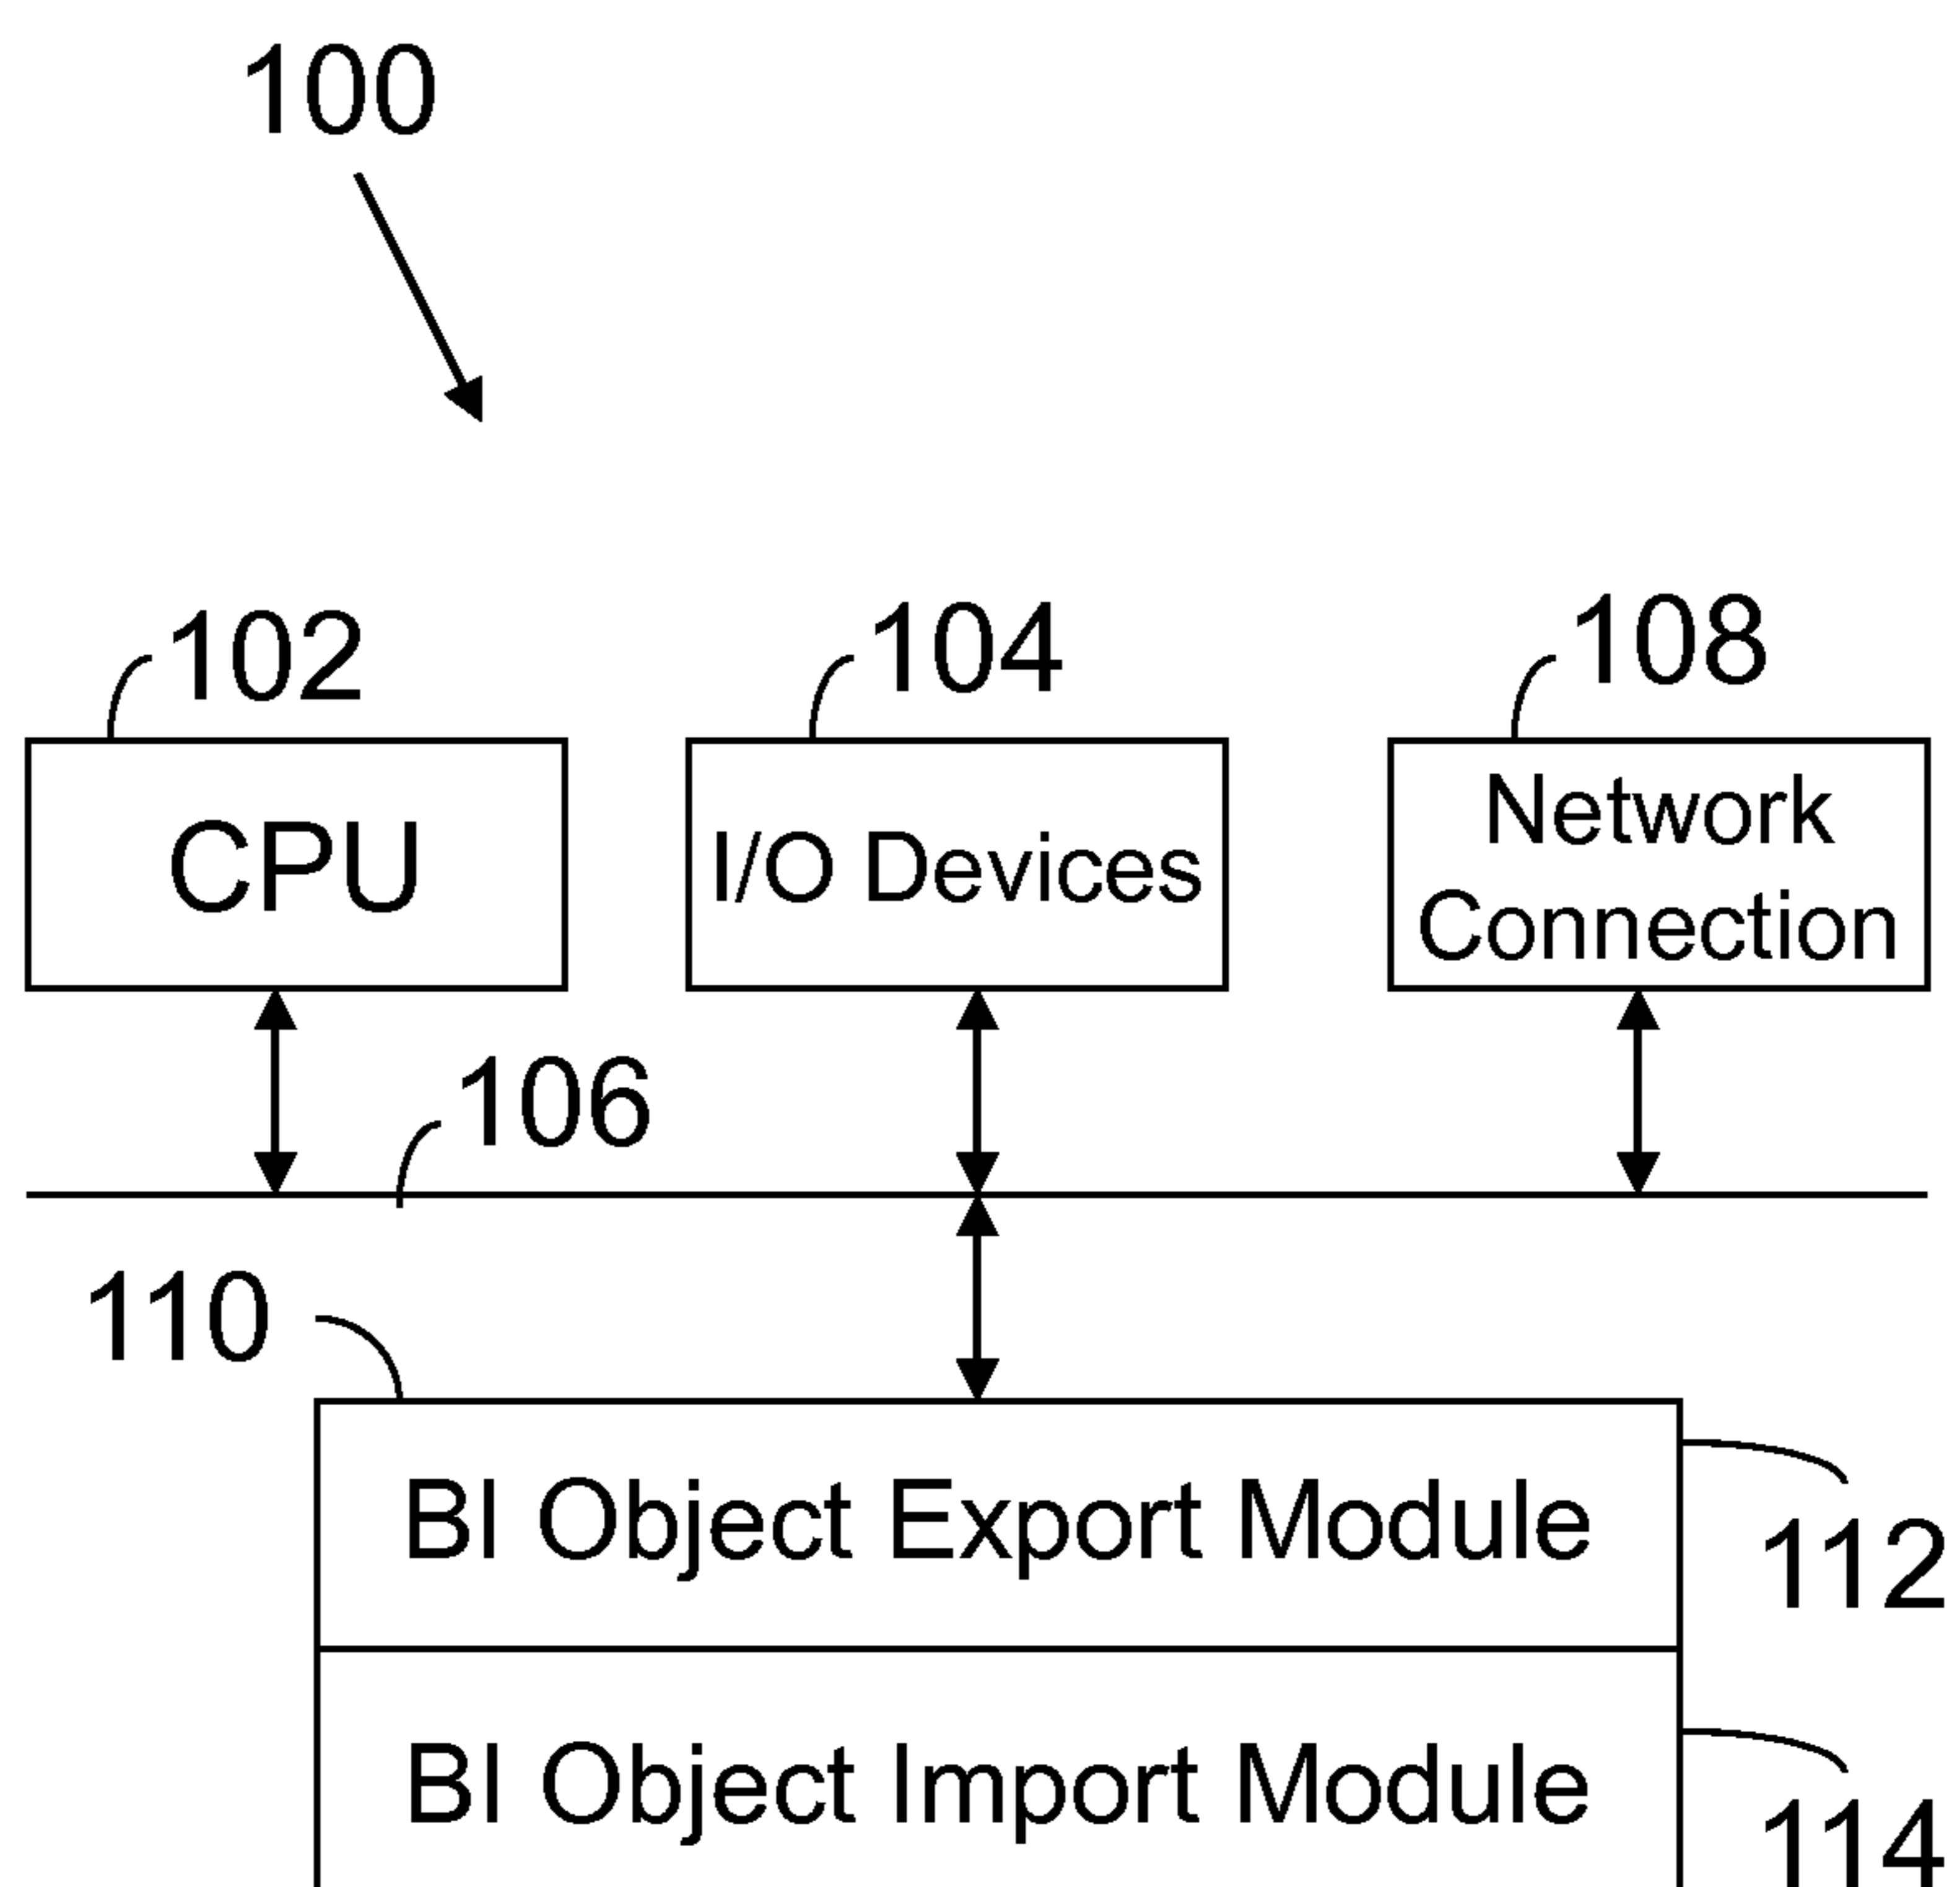 100
102
104
108
CPU
I/O Devices
Network
Connection
106
110
BI Object Export Module
112
BI Object Import Module
114